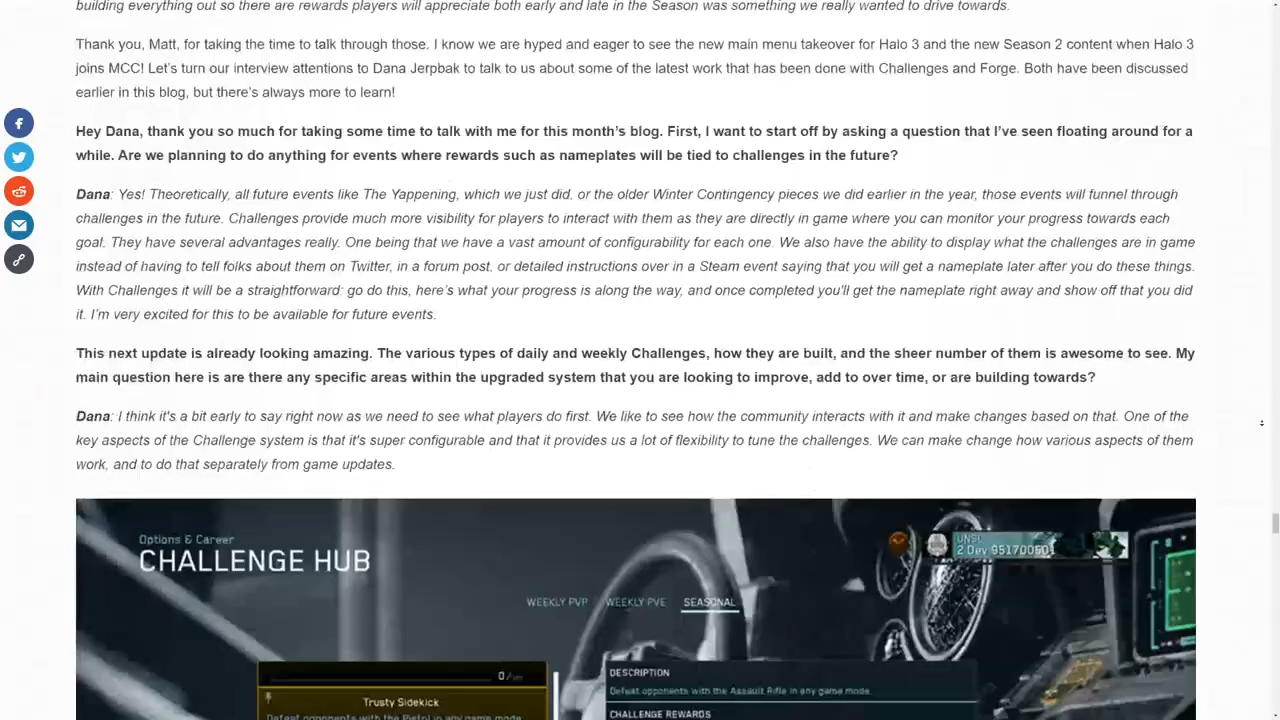 building everything out so there are rewards players will appreciate both early and late in the Season was something we really wanted to drive towards.
Thank you, Matt, for taking the time to talk through those. I know we are hyped and eager to see the new main menu takeover for Halo 3 and the new Season 2 content when Halo 3
joins MCC! Let's turn our interview attentions to Dana Jerpbak to talk to us about some of the latest work that has been done with Challenges and Forge. Both have been discussed
earlier in this blog, but there's always more to learn!
Hey Dana, thank you so much for taking some time to talk with me for this month's blog. First, I want to start off by asking a question that I've seen floating around for a
while. Are we planning to do anything for events where rewards such as nameplates will be tied to challenges in the future?
Dana: Yes! Theoretically, all future events like The Yappening, which we just did, or the older Winter Contingency pieces we did earlier in the year, those events will funnel through
challenges in the future. Challenges provide much more visibility for players to interact with them as they are directly in game where you can monitor your progress towards each
goal. They have several advantages really. One being that we have a vast amount of configurability for each one. We also have the ability to display what the challenges are in game
instead of having to tell folks about them on Twitter, in a forum post, or detailed instructions over in a Steam event saying that you will get a nameplate later after you do these things.
With Challenges it will be a straightforward: go do this, here's what your progress is along the way, and once completed you'll get the nameplate right away and show off that you did
it. I'm very excited for this to be available for future events.
This next update is already looking amazing. The various types of daily and weekly Challenges, how they are built, and the sheer number of them is awesome to see. My
main question here is are there any specific areas within the upgraded system that you are looking to improve, add to over time, or are building towards?
Dana: I think it's a bit early to say right now as we need to see what players do first. We like to see how the community interacts with it and make changes based on that. One of the
key aspects of the Challenge system is that it's super configurable and that it provides us a lot of flexibility to tune the challenges. We can make change how various aspects of them
work, and to do that separately from game updates.
Options & Career
CHALLENGE HUB
UNSC
2 Dev 951700501
WEEKLY PVP WEEKLY PVE SEASONAL
0/
DESCRIPTION
Trusty Sidekick
Defeat opponents with the Assault Rifle in any game mode.
Defeat opponents with the Pistol in any game mode
CHALLENGE REWARDS